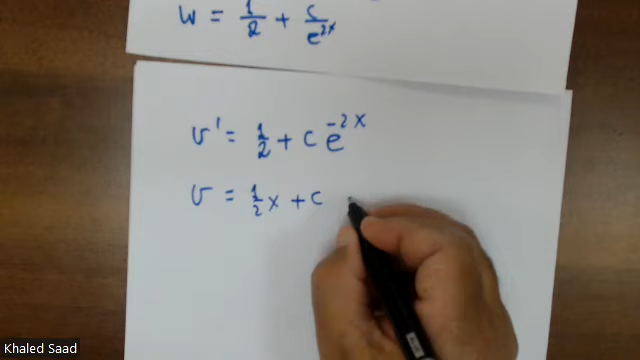 w = 1/2 + c/e^{2x}
v' = 1/2 + c e^{-2x}
v = 1/2 x + c
Khaled Saad